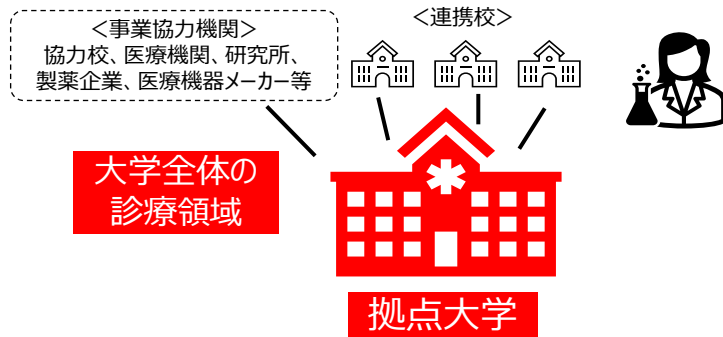 ＜事業協力機関＞
協力校、医療機関、研究所、
製薬企業、医療機器メーカー等
＜連携校＞
大学全体の
診療領域
拠点大学